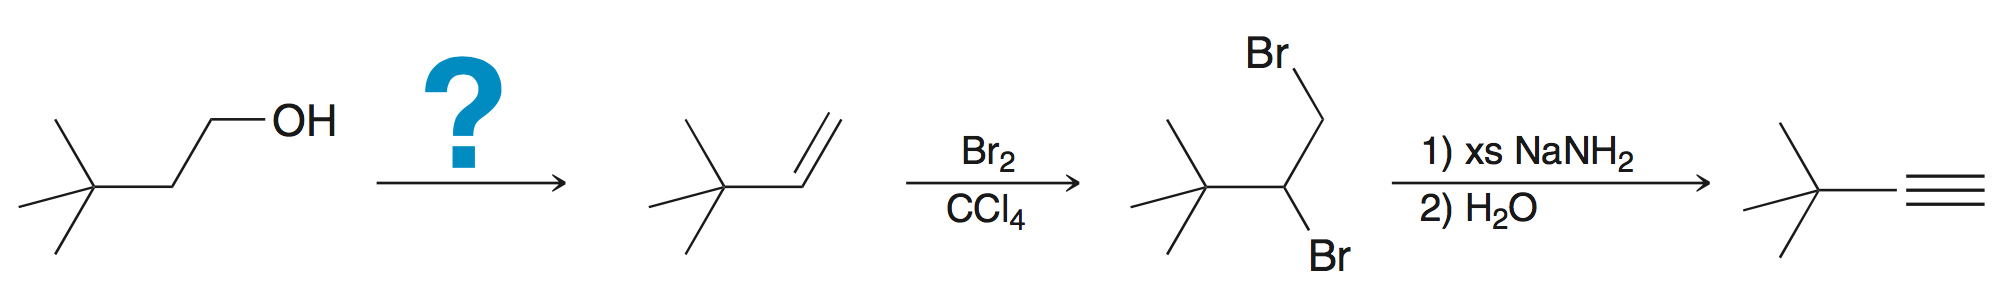 OH
?
Br₂
CCl₄
Br
Br
1) xs NaNH₂
2) H₂O